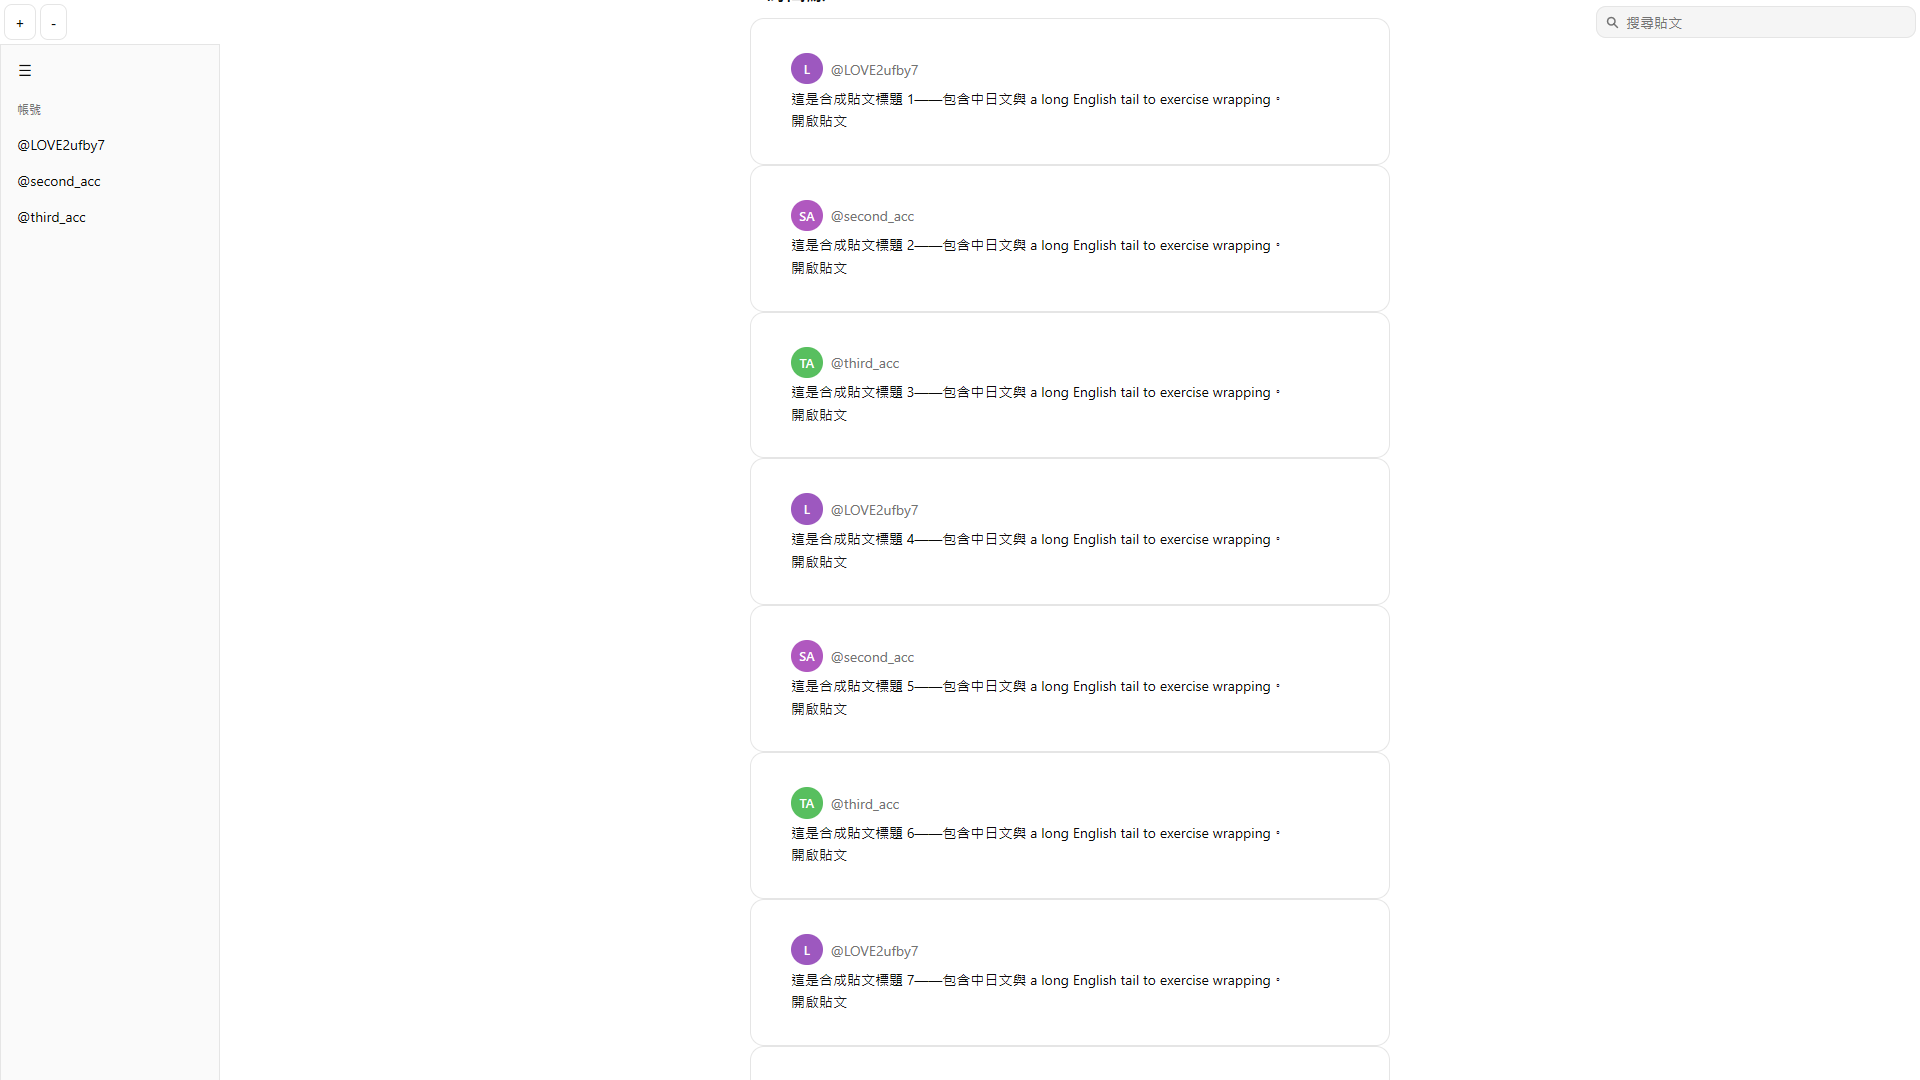 +
-
搜尋貼文
☰
帳號
@LOVE2ufby7
@second_acc
@third_acc
L
@LOVE2ufby7
這是合成貼文標題 1——包含中日文與 a long English tail to exercise wrapping。
開啟貼文
SA
@second_acc
這是合成貼文標題 2——包含中日文與 a long English tail to exercise wrapping。
開啟貼文
TA
@third_acc
這是合成貼文標題 3——包含中日文與 a long English tail to exercise wrapping。
開啟貼文
L
@LOVE2ufby7
這是合成貼文標題 4——包含中日文與 a long English tail to exercise wrapping。
開啟貼文
SA
@second_acc
這是合成貼文標題 5——包含中日文與 a long English tail to exercise wrapping。
開啟貼文
TA
@third_acc
這是合成貼文標題 6——包含中日文與 a long English tail to exercise wrapping。
開啟貼文
L
@LOVE2ufby7
這是合成貼文標題 7——包含中日文與 a long English tail to exercise wrapping。
開啟貼文